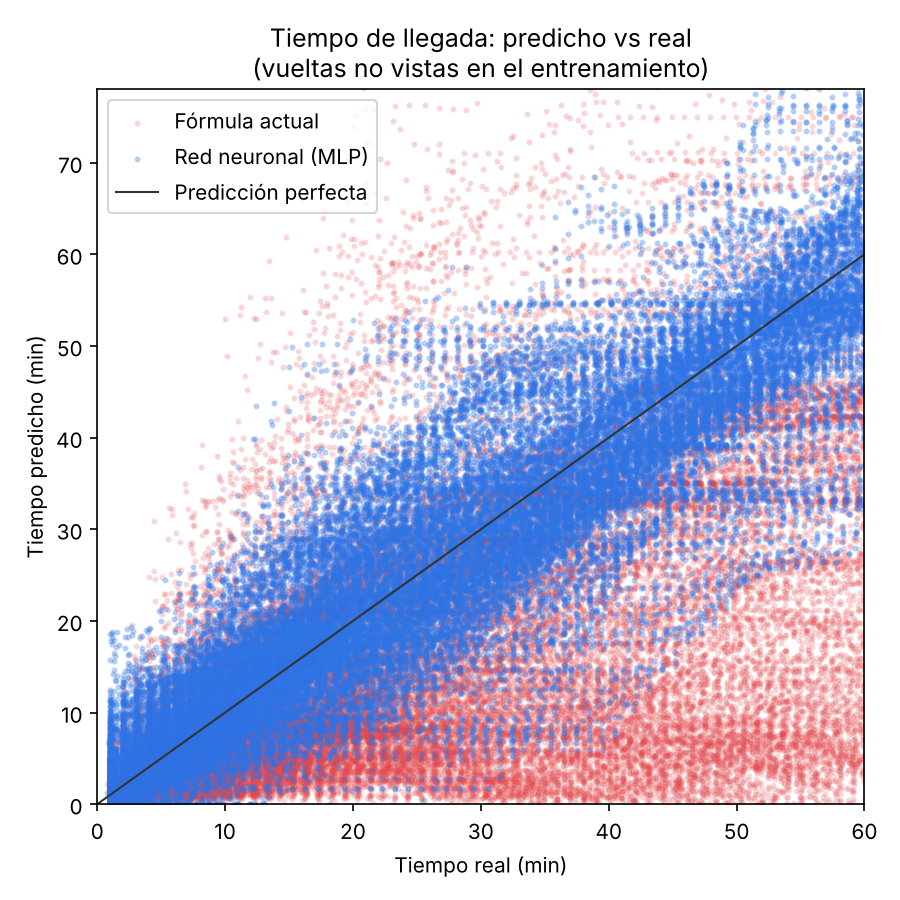 Tiempo de llegada: predicho vs real
(vueltas no vistas en el entrenamiento)
Fórmula actual
Red neuronal (MLP)
Predicción perfecta
Tiempo predicho (min)
70
60
50
40
30
20
10
0
0 10 20 30 40 50 60
Tiempo real (min)